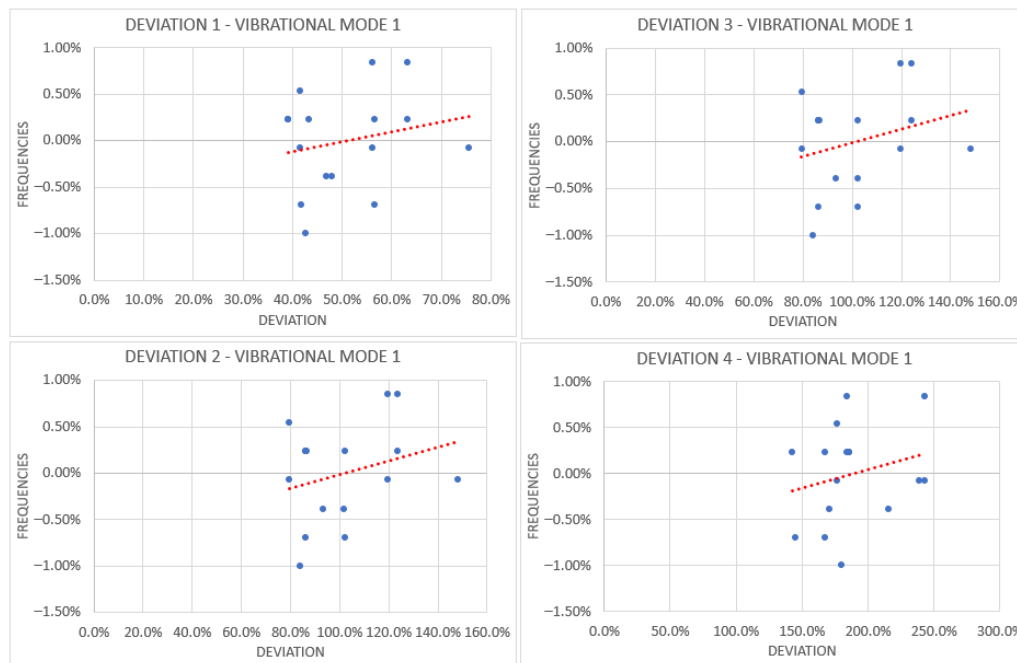 DEVIATION 1 - VIBRATIONAL MODE 1
FREQUENCIES
1.00%
0.50%
0.00%
−0.50%
−1.00%
−1.50%
0.0% 10.0% 20.0% 30.0% 40.0% 50.0% 60.0% 70.0% 80.0%
DEVIATION
DEVIATION 3 - VIBRATIONAL MODE 1
FREQUENCIES
1.00%
0.50%
0.00%
−0.50%
−1.00%
−1.50%
0.0% 20.0% 40.0% 60.0% 80.0% 100.0% 120.0% 140.0% 160.0%
DEVIATION
DEVIATION 2 - VIBRATIONAL MODE 1
FREQUENCIES
1.00%
0.50%
0.00%
−0.50%
−1.00%
−1.50%
0.0% 20.0% 40.0% 60.0% 80.0% 100.0% 120.0% 140.0% 160.0%
DEVIATION
DEVIATION 4 - VIBRATIONAL MODE 1
FREQUENCIES
1.00%
0.50%
0.00%
−0.50%
−1.00%
−1.50%
0.0% 50.0% 100.0% 150.0% 200.0% 250.0% 300.0%
DEVIATION